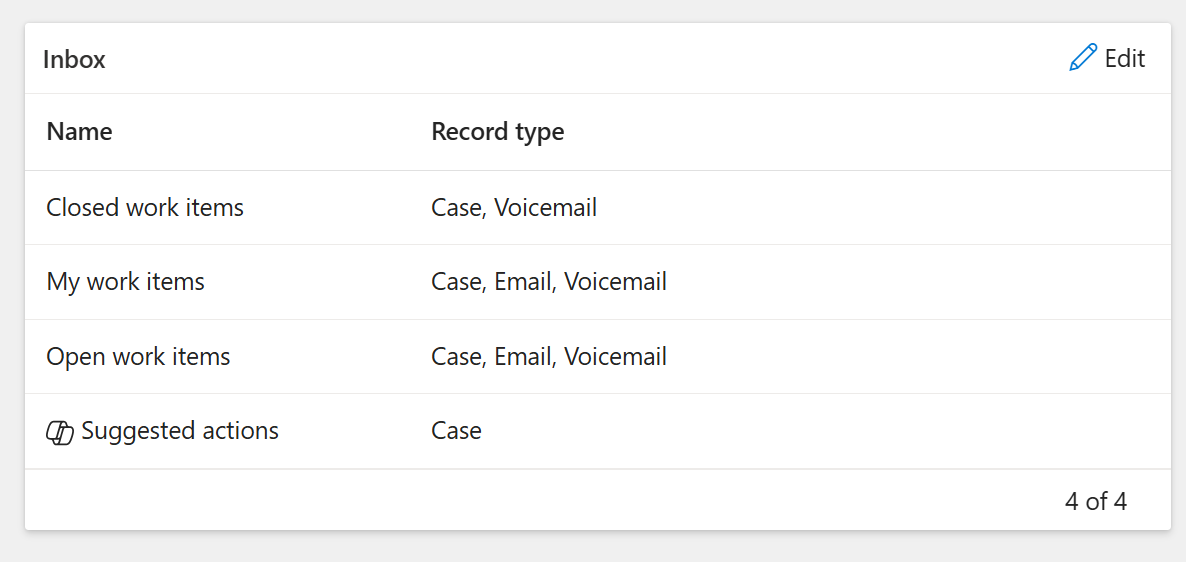 Inbox
Edit
Name Record type
Closed work items Case, Voicemail
My work items Case, Email, Voicemail
Open work items Case, Email, Voicemail
Suggested actions Case
4 of 4